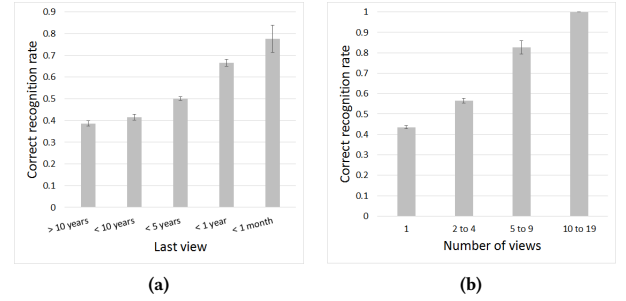 0.9
0.8
0.7
0.6
0.5
0.4
0.3
0.2
0.1
0
Correct recognition rate
> 10 years
< 10 years
< 5 years
< 1 year
< 1 month
Last view
(a)
1
0.9
0.8
0.7
0.6
0.5
0.4
0.3
0.2
0.1
0
Correct recognition rate
1
2 to 4
5 to 9
10 to 19
Number of views
(b)